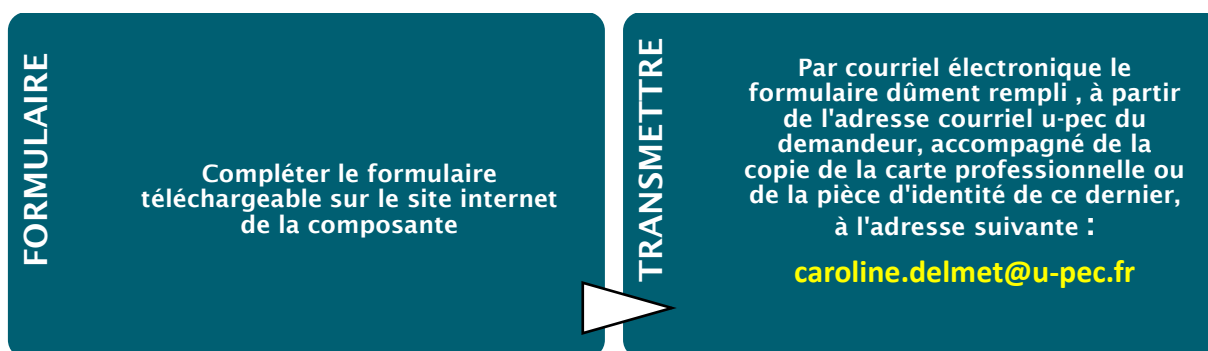 FORMULAIRE
Compléter le formulaire
téléchargeable sur le site internet
de la composante
TRANSMETTRE
Par courriel électronique le
formulaire dûment rempli , à partir
de l'adresse courriel u-pec du
demandeur, accompagné de la
copie de la carte professionnelle ou
de la pièce d'identité de ce dernier,
à l'adresse suivante :
caroline.delmet@u-pec.fr